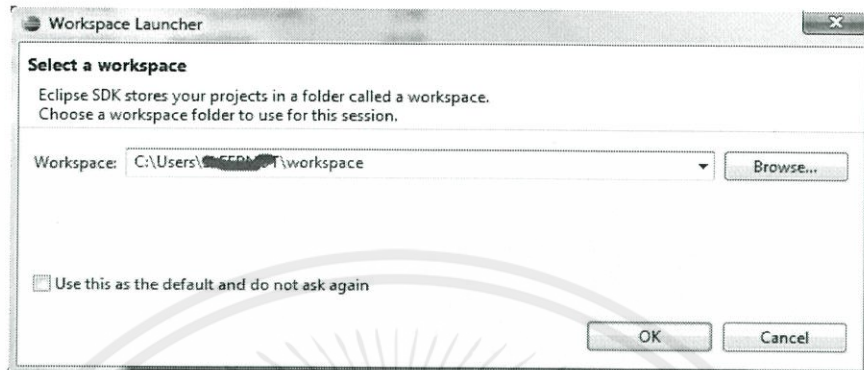 Workspace Launcher
Select a workspace
Eclipse SDK stores your projects in a folder called a workspace.
Choose a workspace folder to use for this session.
Workspace: C:\Users\ \workspace Browse...
Use this as the default and do not ask again
OK Cancel